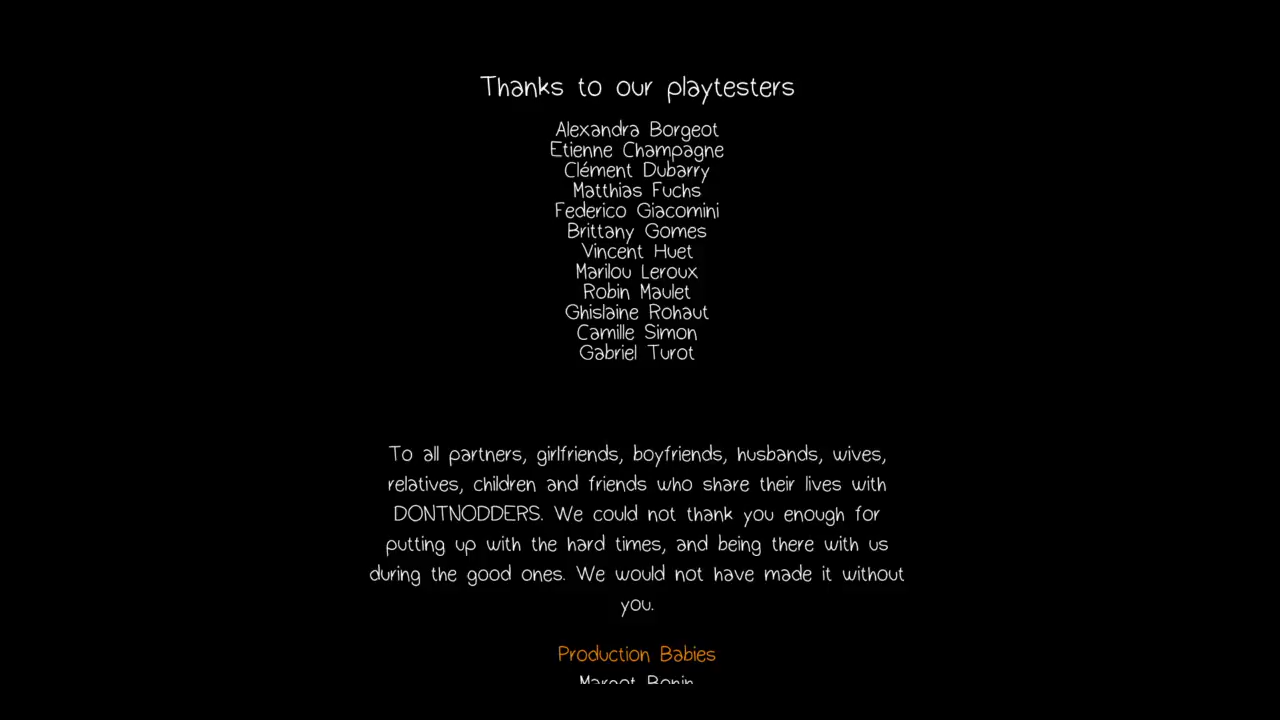 Thanks to our playtesters
Alexandra Borgeot
Etienne Champagne
Clément Dubarry
Matthias Fuchs
Federico Giacomini
Brittany Gomes
Vincent Huet
Marilou Leroux
Robin Maulet
Ghislaine Rohaut
Camille Simon
Gabriel Turot
To all partners, girlfriends, boyfriends, husbands, wives,
relatives, children and friends who share their lives with
DONTNODDERS. We could not thank you enough for
putting up with the hard times, and being there with us
during the good ones. We would not have made it without
you.
Production Babies
Margot Bonin